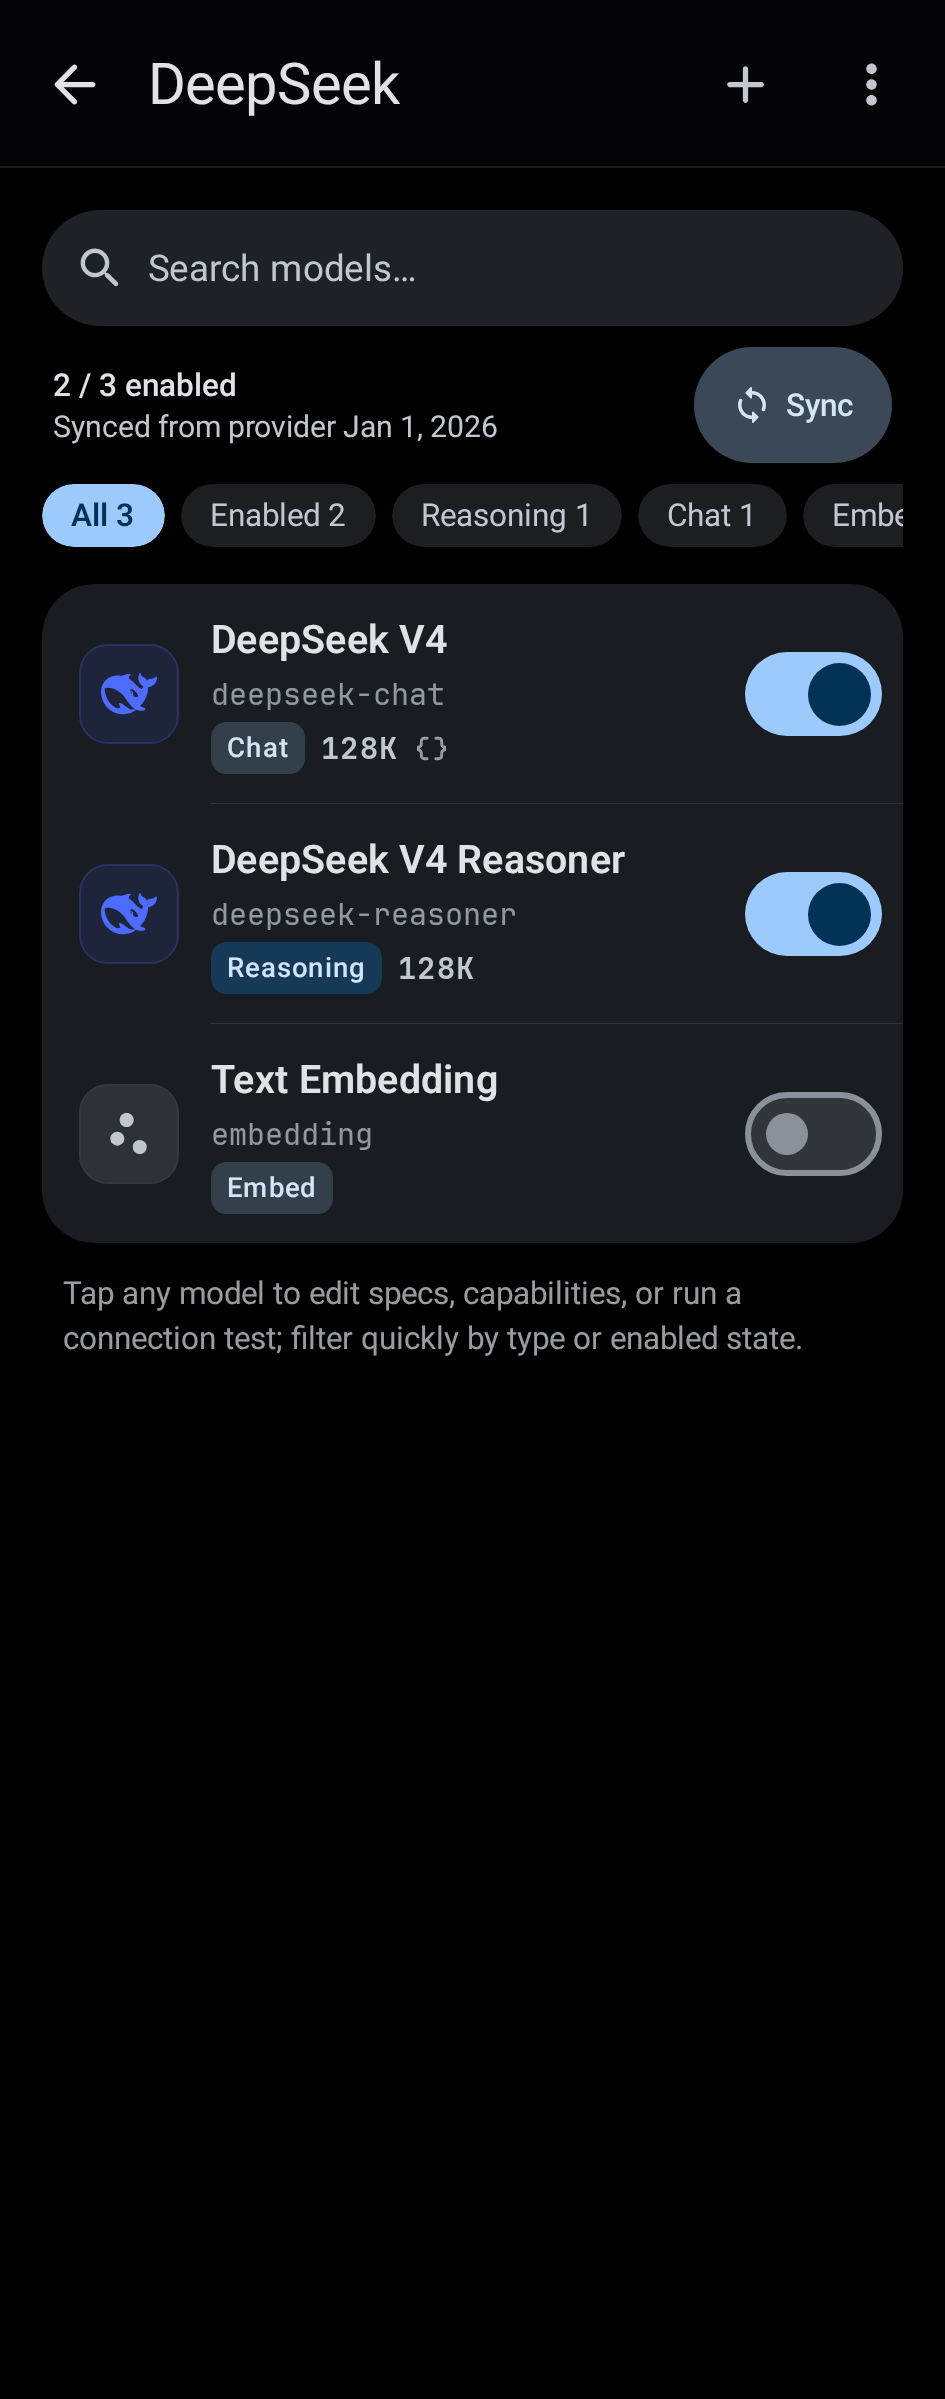 DeepSeek
Search models...
2 / 3 enabled
Synced from provider Jan 1, 2026
Sync
All 3
Enabled 2
Reasoning 1
Chat 1
Embe
DeepSeek V4
deepseek-chat
Chat 128K {}
DeepSeek V4 Reasoner
deepseek-reasoner
Reasoning 128K
Text Embedding
embedding
Embed
Tap any model to edit specs, capabilities, or run a
connection test; filter quickly by type or enabled state.